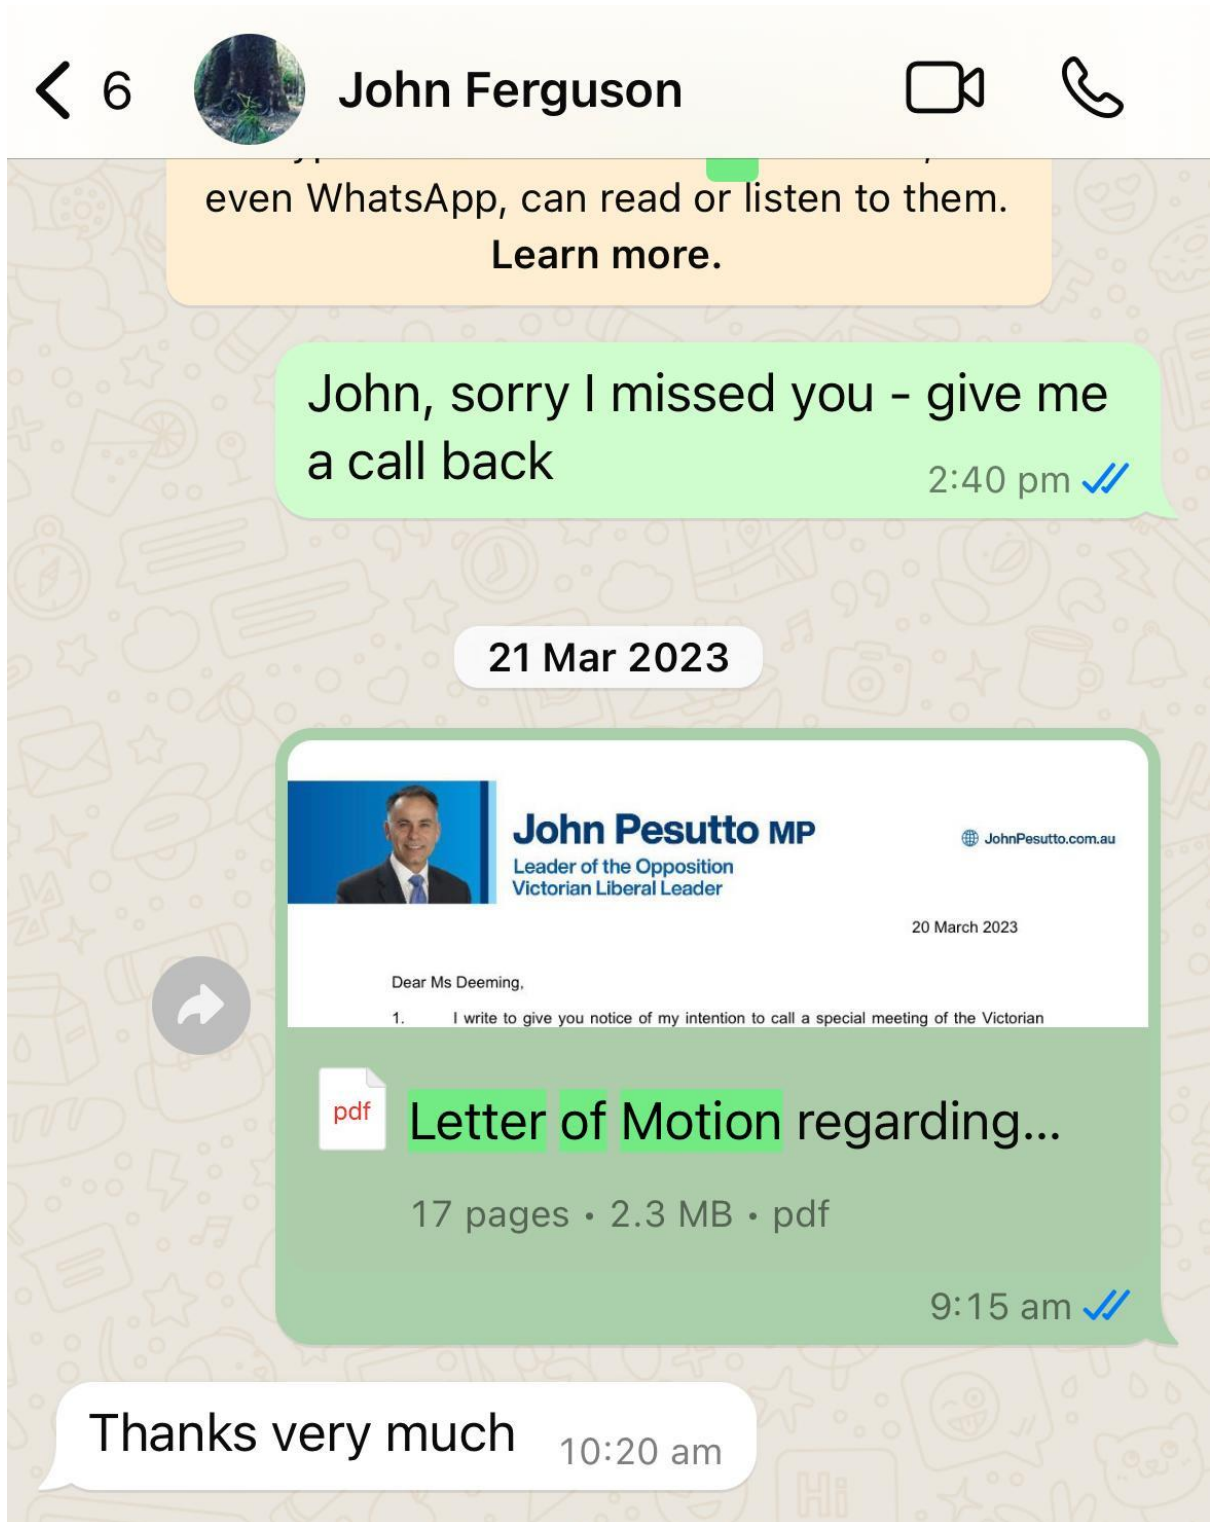 6
John Ferguson
even WhatsApp, can read or listen to them.
Learn more.
John, sorry I missed you - give me
a call back
2:40 pm
21 Mar 2023
John Pesutto MP
JohnPesutto.com.au
Leader of the Opposition
Victorian Liberal Leader
20 March 2023
Dear Ms Deeming,
1. I write to give you notice of my intention to call a special meeting of the Victorian
pdf
Letter of Motion regarding...
17 pages • 2.3 MB • pdf
9:15 am
Thanks very much
10:20 am